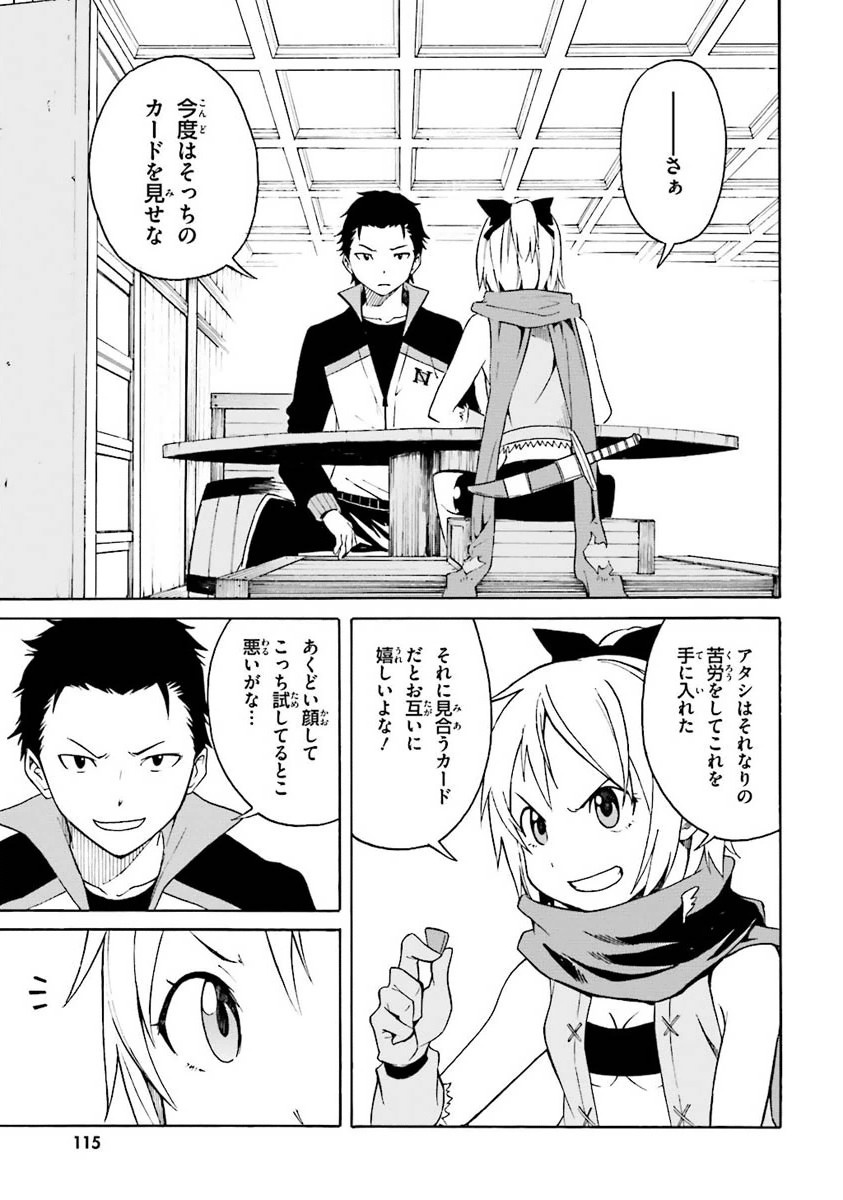 ――さぁ
今度はそっちの
カードを見せな
アタシはそれなりの
苦労をしてこれを
手に入れた
それに見合うカード
だとお互いに
嬉しいよな!
あくどい顔して
こっち試してるとこ
悪いがな…
N
115